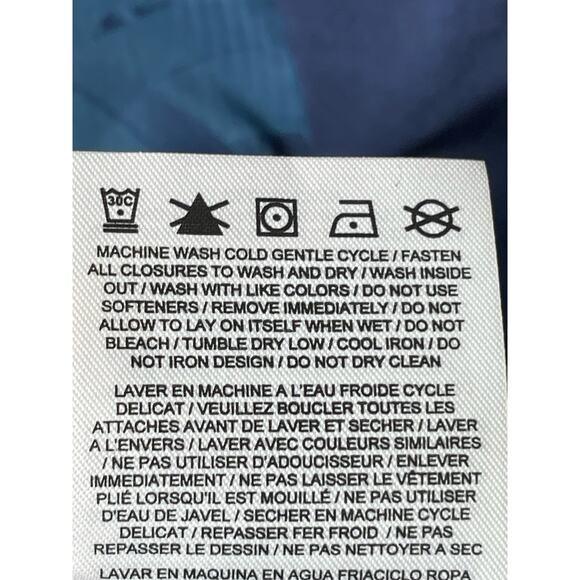 30C
MACHINE WASH COLD GENTLE CYCLE / FASTEN
ALL CLOSURES TO WASH AND DRY / WASH INSIDE
OUT / WASH WITH LIKE COLORS / DO NOT USE
SOFTENERS / REMOVE IMMEDIATELY / DO NOT
ALLOW TO LAY ON ITSELF WHEN WET / DO NOT
BLEACH / TUMBLE DRY LOW / COOL IRON / DO
NOT IRON DESIGN / DO NOT DRY CLEAN
LAVER EN MACHINE A L'EAU FROIDE CYCLE
DELICAT / VEUILLEZ BOUCLER TOUTES LES
ATTACHES AVANT DE LAVER ET SECHER / LAVER
A L'ENVERS / LAVER AVEC COULEURS SIMILAIRES
/ NE PAS UTILISER D'ADOUCISSEUR / ENLEVER
IMMEDIATEMENT / NE PAS LAISSER LE VÊTEMENT
PLIÉ LORSQU'IL EST MOUILLÉ / NE PAS UTILISER
D'EAU DE JAVEL / SECHER EN MACHINE CYCLE
DELICAT / REPASSER FER FROID / NE PAS
REPASSER LE DESSIN / NE PAS NETTOYER A SEC
LAVAR EN MAQUINA EN AGUA FRIA/CICLO ROPA